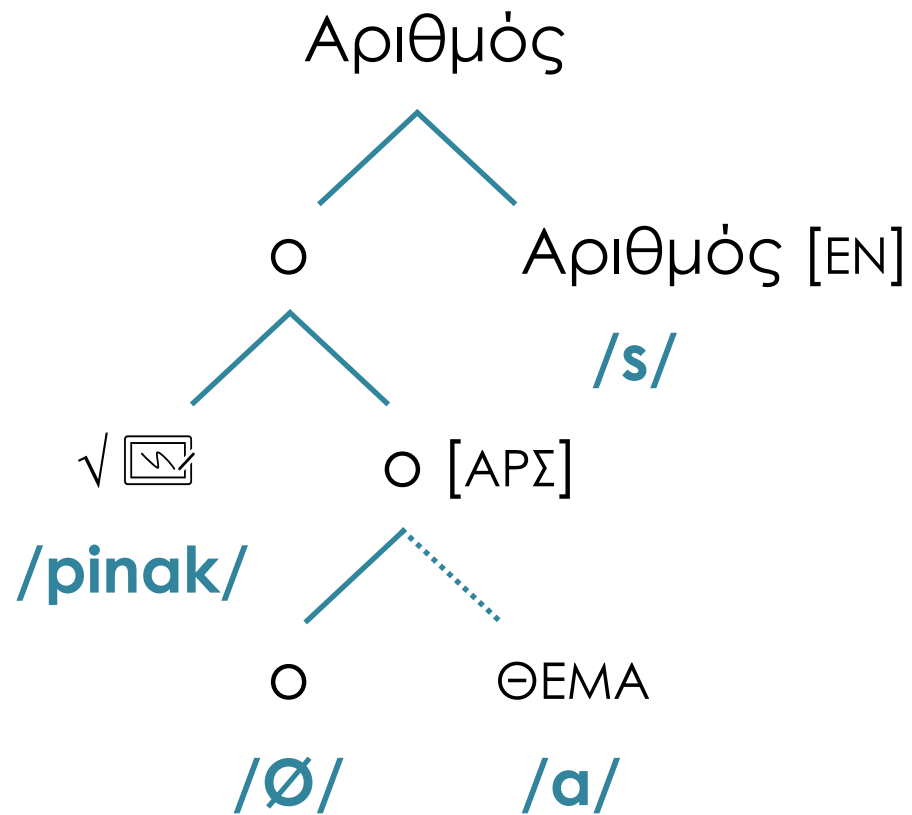 Αριθμός
ο Αριθμός [ΕΝ]
/s/
√ ο [ΑΡΣ]
/pinak/
ο ΘΕΜΑ
/Ø/ /a/